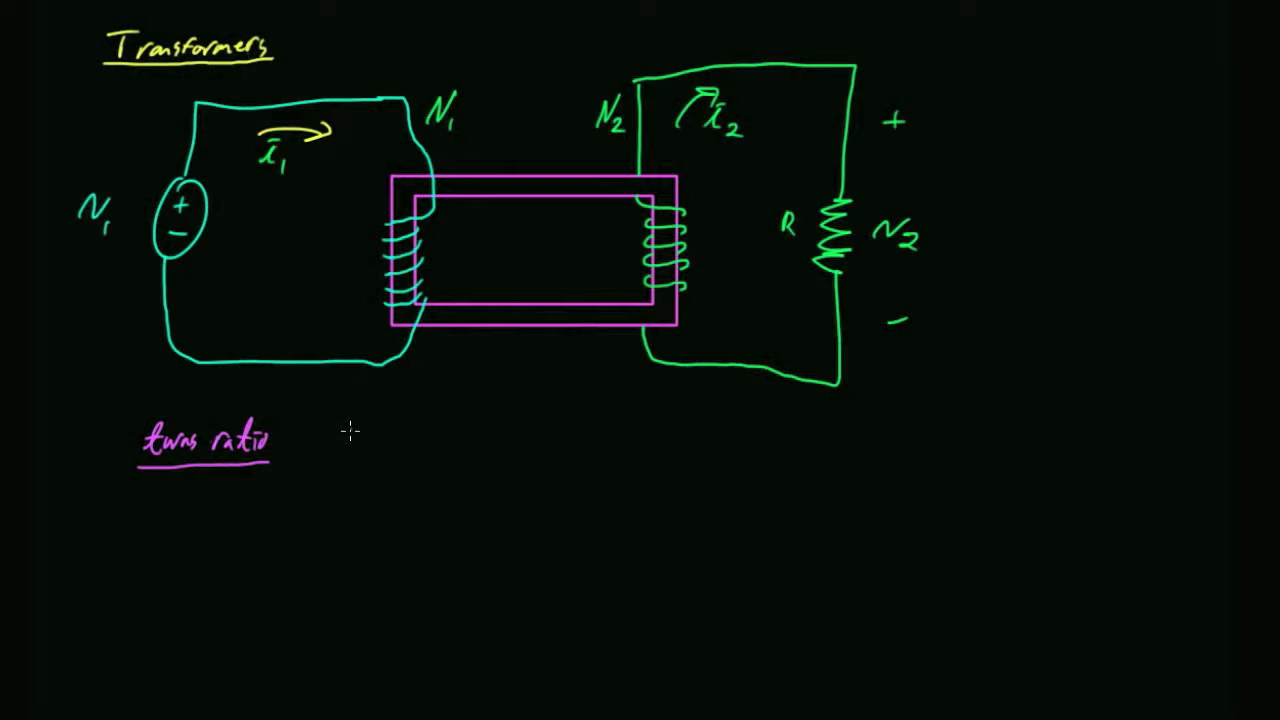 Transformers
N₁
i₁
N₁
+
−
N₂
i₂
+
R
N₂
−
turns ratio